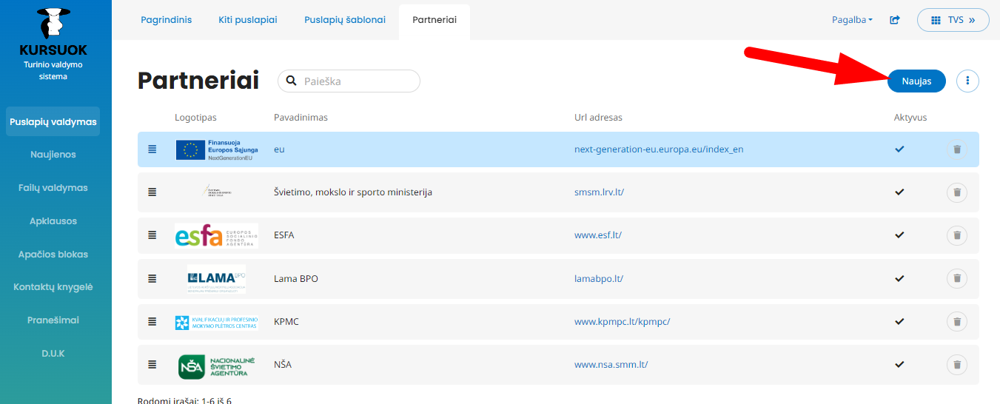 Pagrindinis Kiti puslapiai Puslapių šablonai Partneriai Pagalba TVS »
KURSUOK
Turinio valdymo
sistema
Puslapių valdymas
Naujienos
Failų valdymas
Apklausos
Apačios blokas
Kontaktų knygelė
Pranešimai
D.U.K
Partneriai Paieška Naujas
Logotipas Pavadinimas Url adresas Aktyvus
Finansuoja
Europos Sąjunga
NextGenerationEU
eu next-generation-eu.europa.eu/index_en
Švietimo, mokslo ir sporto ministerija smsm.lrv.lt/
esfa
EUROPOS
SOCIALINIO
FONDO
AGENTŪRA
ESFA www.esf.lt/
LAMA BPO
Lama BPO lamabpo.lt/
KVALIFIKACIJŲ IR PROFESINIO
MOKYMO PLĖTROS CENTRAS
KPMC www.kpmpc.lt/kpmpc/
NŠA
NACIONALINĖ
ŠVIETIMO
AGENTŪRA
NŠA www.nsa.smm.lt/
Rodomi įrašai: 1-6 iš 6